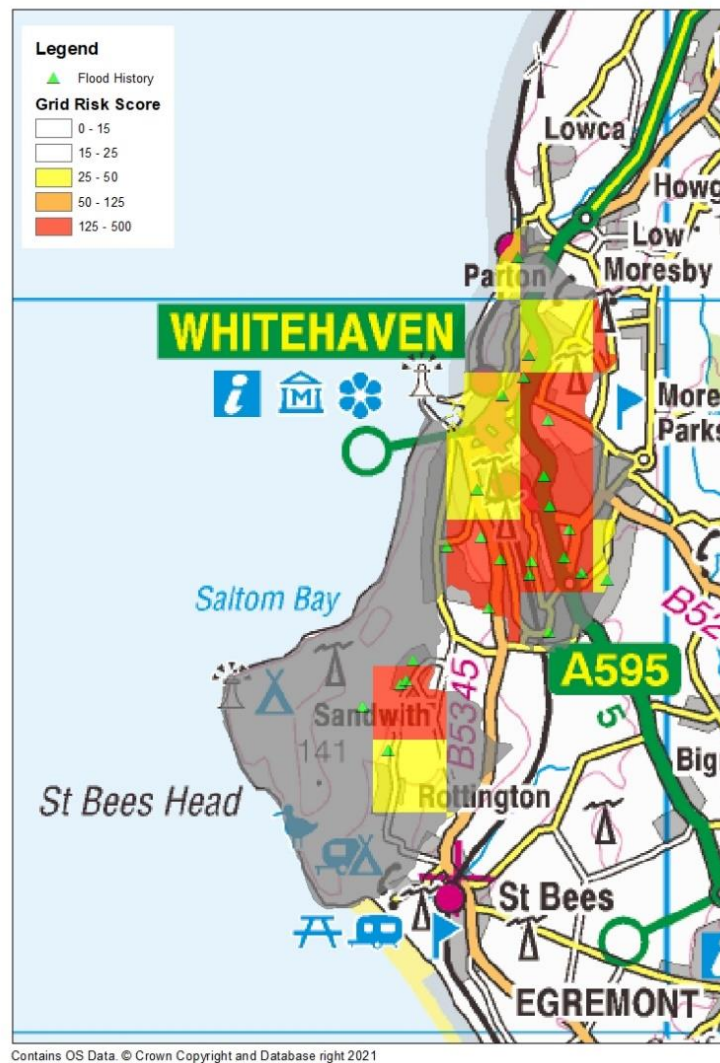 Legend
Flood History
Grid Risk Score
0 - 15
15 - 25
25 - 50
50 - 125
125 - 500
Lowca
Howg
Low
Parton
Moresby
WHITEHAVEN
i
M
More
Parks
Saltom Bay
B52
A595
5
B5345
Sandwith
141
Big
St Bees Head
Rottington
St Bees
EGREMONT
Contains OS Data. © Crown Copyright and Database right 2021